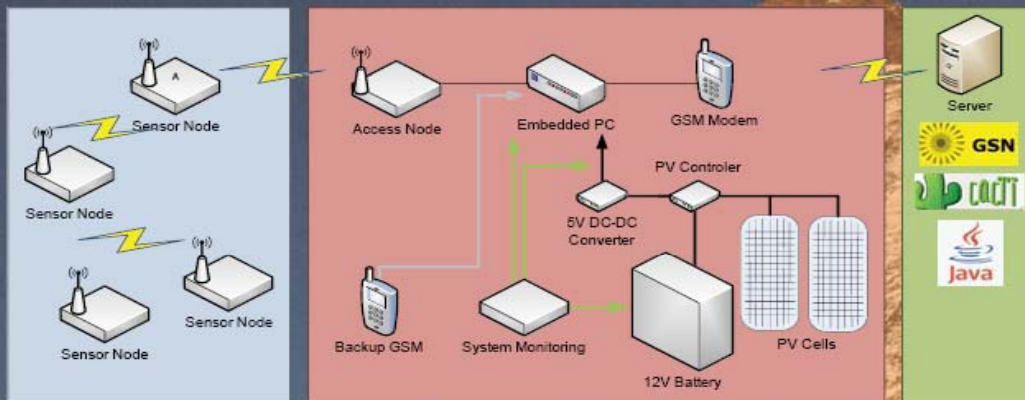 A
Sensor Node
Sensor Node
Sensor Node
Sensor Node
Access Node
Embedded PC
GSM Modem
PV Controler
5V DC-DC
Converter
Backup GSM
System Monitoring
12V Battery
PV Cells
Server
GSN
cacti
Java